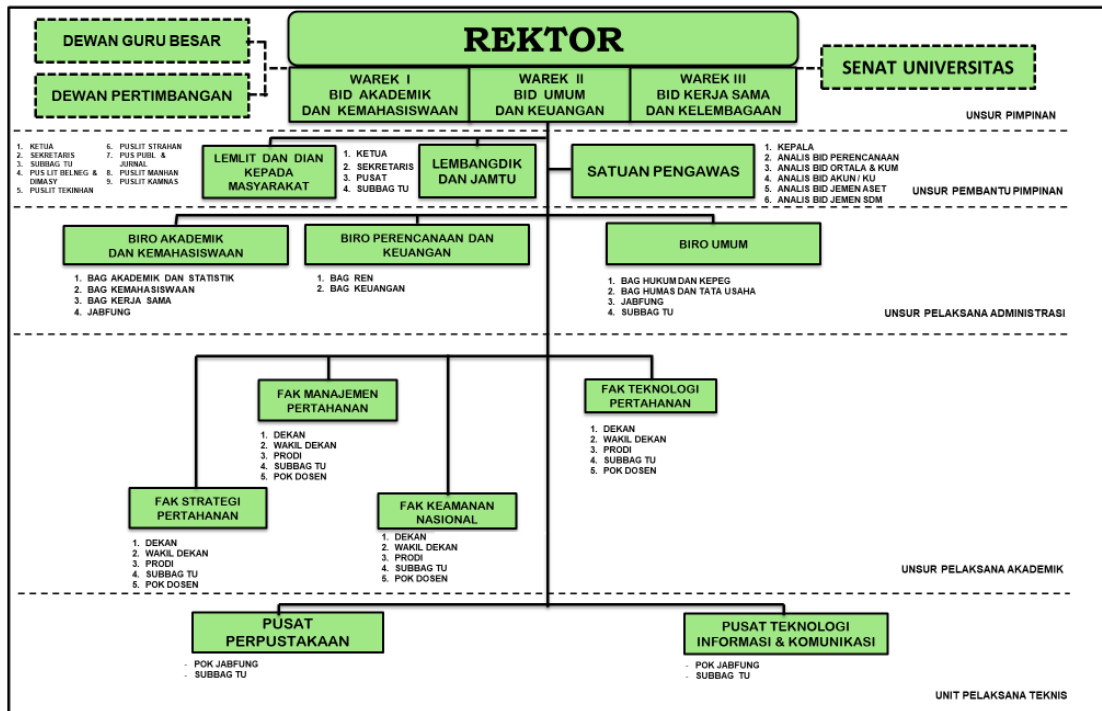 DEWAN GURU BESAR
DEWAN PERTIMBANGAN
REKTOR
WAREK I
BID AKADEMIK
DAN KEMAHASISWAAN
WAREK II
BID UMUM
DAN KEUANGAN
WAREK III
BID KERJA SAMA
DAN KELEMBAGAAN
SENAT UNIVERSITAS
UNSUR PIMPINAN
1. KETUA
2. SEKRETARIS
3. SUBBAG TU
4. PUS LIT BELNEG &
DIMASY
5. PUSLIT TEKINHAN
6. PUSLIT STRAHAN
7. PUS PUBL &
JURNAL
8. PUSLIT MANHAN
9. PUSLIT KAMNAS
LEMLIT DAN DIAN
KEPADA
MASYARAKAT
1. KETUA
2. SEKRETARIS
3. PUSAT
4. SUBBAG TU
LEMBANGDIK
DAN JAMTU
SATUAN PENGAWAS
1. KEPALA
2. ANALIS BID PERENCANAAN
3. ANALIS BID ORTALA & KUM
4. ANALIS BID AKUN / KU
5. ANALIS BID JEMEN ASET
6. ANALIS BID JEMEN SDM
UNSUR PEMBANTU PIMPINAN
BIRO AKADEMIK
DAN KEMAHASISWAAN
1. BAG AKADEMIK DAN STATISTIK
2. BAG KEMAHASISWAAN
3. BAG KERJA SAMA
4. JABFUNG
BIRO PERENCANAAN DAN
KEUANGAN
1. BAG REN
2. BAG KEUANGAN
BIRO UMUM
1. BAG HUKUM DAN KEPEG
2. BAG HUMAS DAN TATA USAHA
3. JABFUNG
4. SUBBAG TU
UNSUR PELAKSANA ADMINISTRASI
FAK MANAJEMEN
PERTAHANAN
1. DEKAN
2. WAKIL DEKAN
3. PRODI
4. SUBBAG TU
5. POK DOSEN
FAK TEKNOLOGI
PERTAHANAN
1. DEKAN
2. WAKIL DEKAN
3. PRODI
4. SUBBAG TU
5. POK DOSEN
FAK STRATEGI
PERTAHANAN
1. DEKAN
2. WAKIL DEKAN
3. PRODI
4. SUBBAG TU
5. POK DOSEN
FAK KEAMANAN
NASIONAL
1. DEKAN
2. WAKIL DEKAN
3. PRODI
4. SUBBAG TU
5. POK DOSEN
UNSUR PELAKSANA AKADEMIK
PUSAT
PERPUSTAKAAN
- POK JABFUNG
- SUBBAG TU
PUSAT TEKNOLOGI
INFORMASI & KOMUNIKASI
- POK JABFUNG
- SUBBAG TU
UNIT PELAKSANA TEKNIS